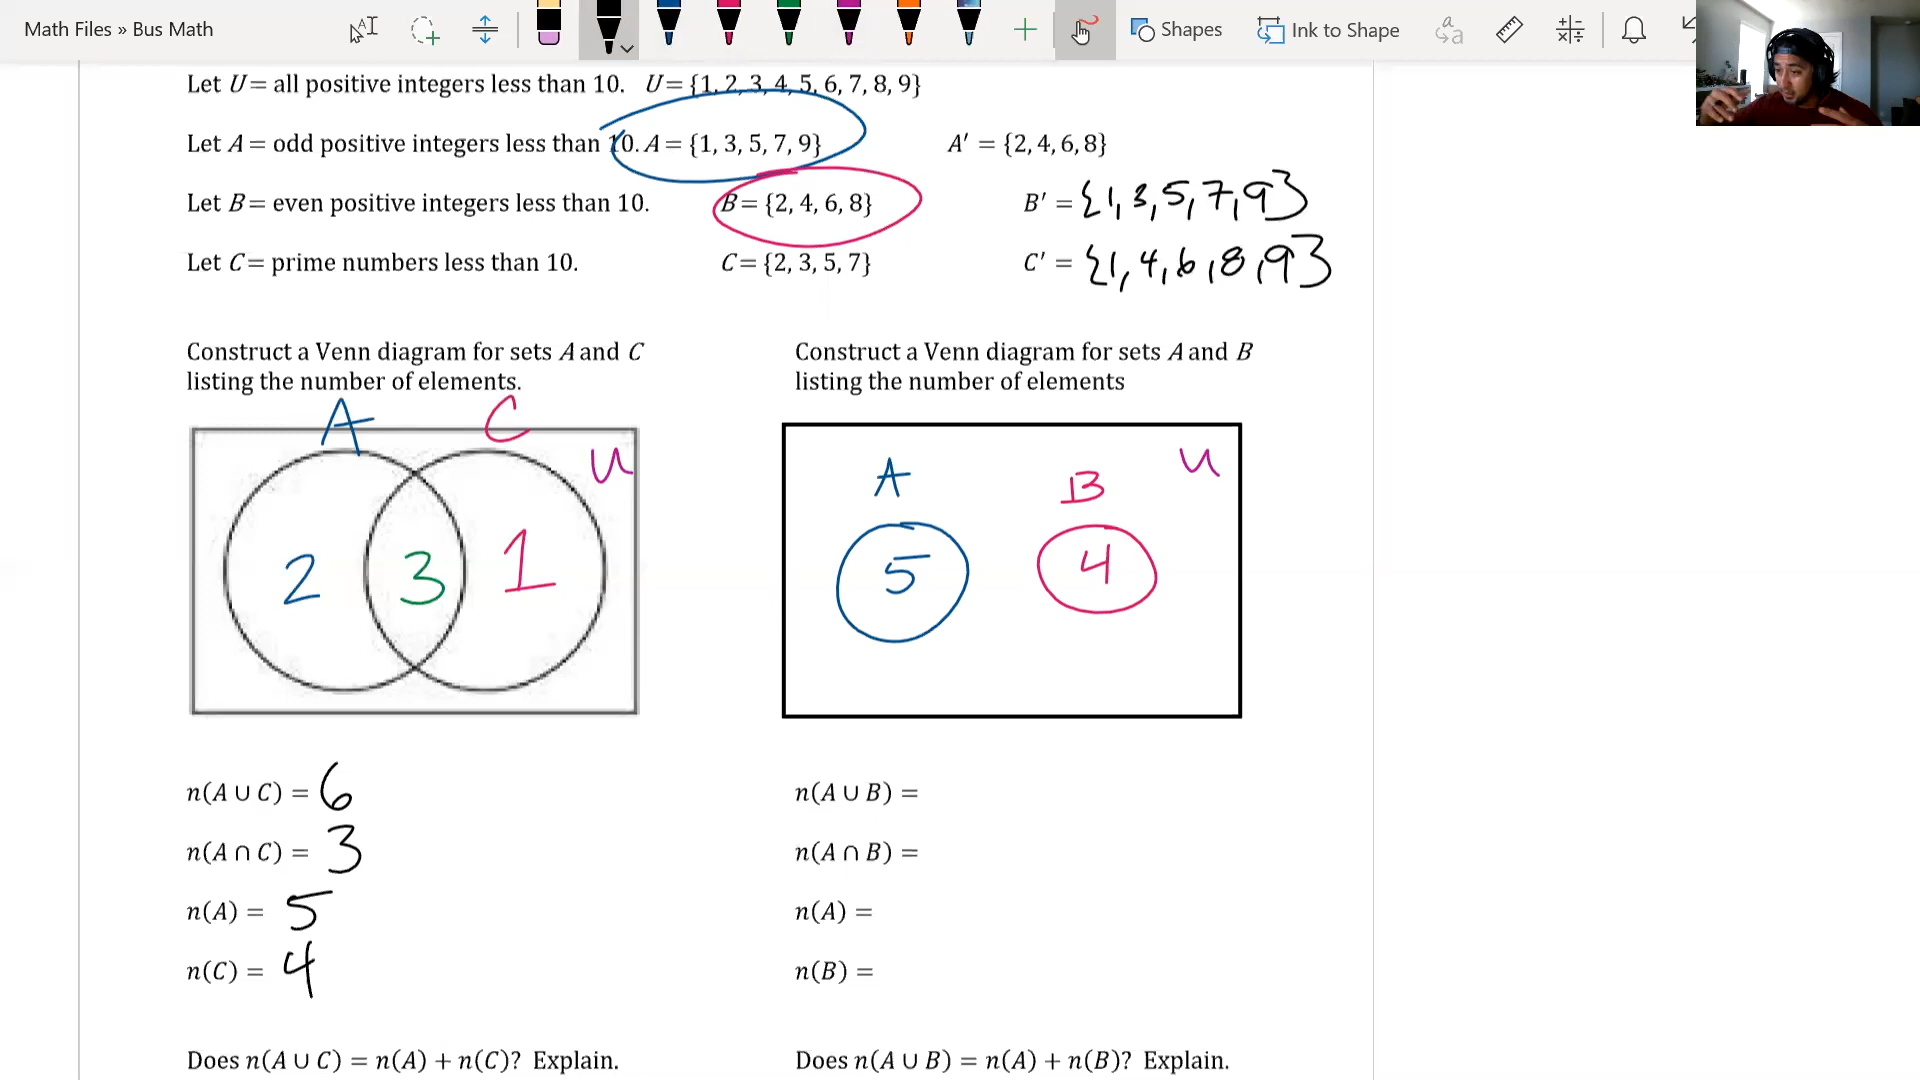 Math Files » Bus Math
Shapes
Ink to Shape
Let U = all positive integers less than 10. U = {1, 2, 3, 4, 5, 6, 7, 8, 9}
Let A = odd positive integers less than 10. A = {1, 3, 5, 7, 9} A′ = {2, 4, 6, 8}
Let B = even positive integers less than 10. B = {2, 4, 6, 8} B′ = {1, 3, 5, 7, 9}
Let C = prime numbers less than 10. C = {2, 3, 5, 7} C′ = {1, 4, 6, 8, 9}
Construct a Venn diagram for sets A and C
listing the number of elements.
A C
U
2 3 1
n(A ∪ C) = 6
n(A ∩ C) = 3
n(A) = 5
n(C) = 4
Does n(A ∪ C) = n(A) + n(C)? Explain.
Construct a Venn diagram for sets A and B
listing the number of elements
A B U
5 4
n(A ∪ B) =
n(A ∩ B) =
n(A) =
n(B) =
Does n(A ∪ B) = n(A) + n(B)? Explain.